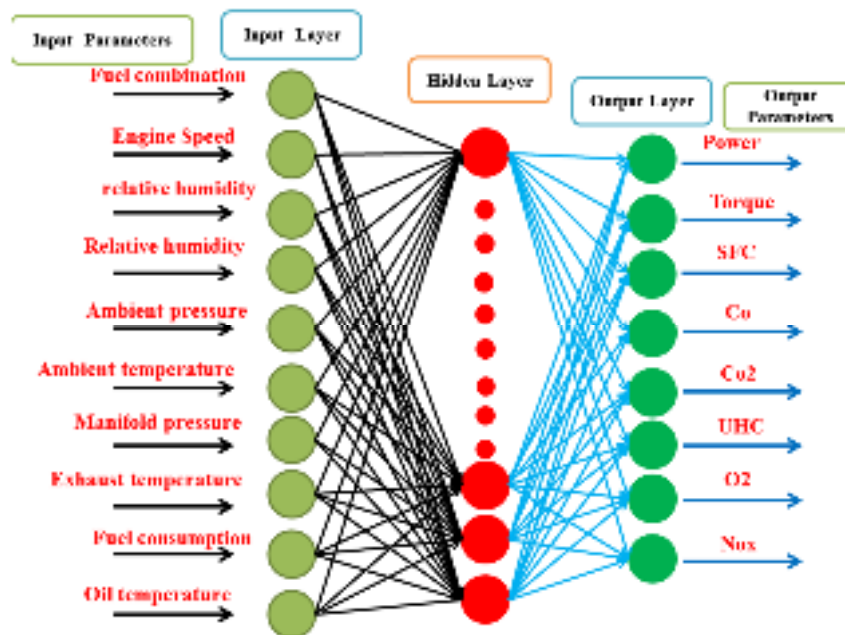 Input Parameters
Input Layer
Hidden Layer
Output Layer
Output
Parameters
Fuel combination
Engine Speed
relative humidity
Relative humidity
Ambient pressure
Ambient temperature
Manifold pressure
Exhaust temperature
Fuel consumption
Oil temperature
Power
Torque
SFC
Co
Co2
UHC
O2
Nox